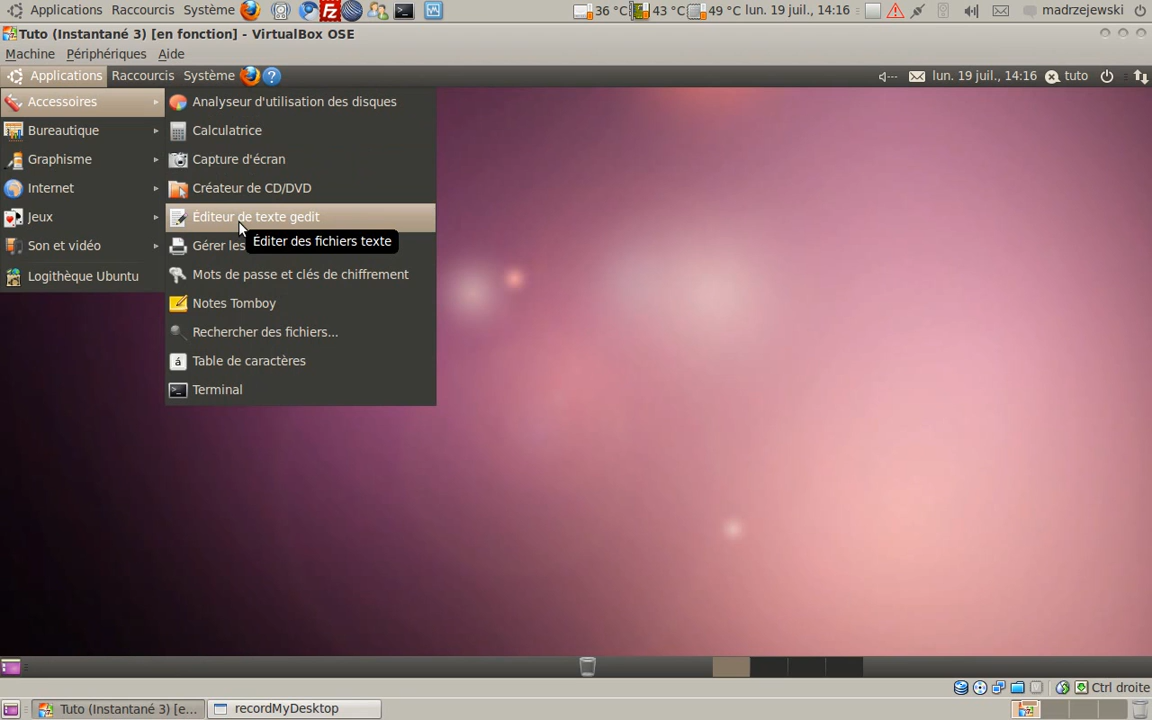 Applications Raccourcis Système 36 °C 43 °C 49 °C lun. 19 juil., 14:16 madrzejewski
Tuto (Instantané 3) [en fonction] - VirtualBox OSE
Machine Périphériques Aide
Applications Raccourcis Système lun. 19 juil., 14:16 tuto
Accessoires
Bureautique
Graphisme
Internet
Jeux
Son et vidéo
Logithèque Ubuntu
Analyseur d'utilisation des disques
Calculatrice
Capture d'écran
Créateur de CD/DVD
Éditeur de texte gedit
Gérer les
Éditer des fichiers texte
Mots de passe et clés de chiffrement
Notes Tomboy
Rechercher des fichiers...
Table de caractères
Terminal
Ctrl droite
Tuto (Instantané 3) [e... recordMyDesktop